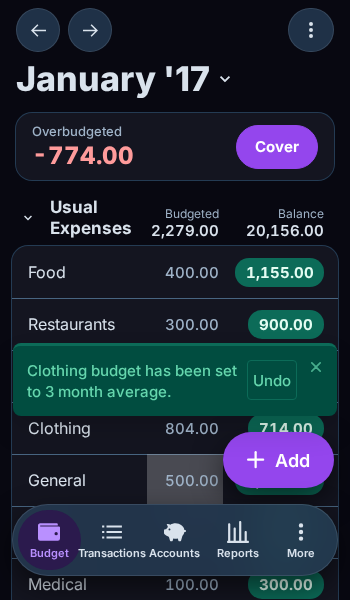 January '17
Overbudgeted
-774.00
Cover
Usual
Expenses
Budgeted
2,279.00
Balance
20,156.00
Food 400.00 1,155.00
Restaurants 300.00 900.00
Clothing budget has been set
to 3 month average.
Undo
Clothing 804.00 714.00
Add
General 500.00
Budget Transactions Accounts Reports More
Medical 100.00 300.00